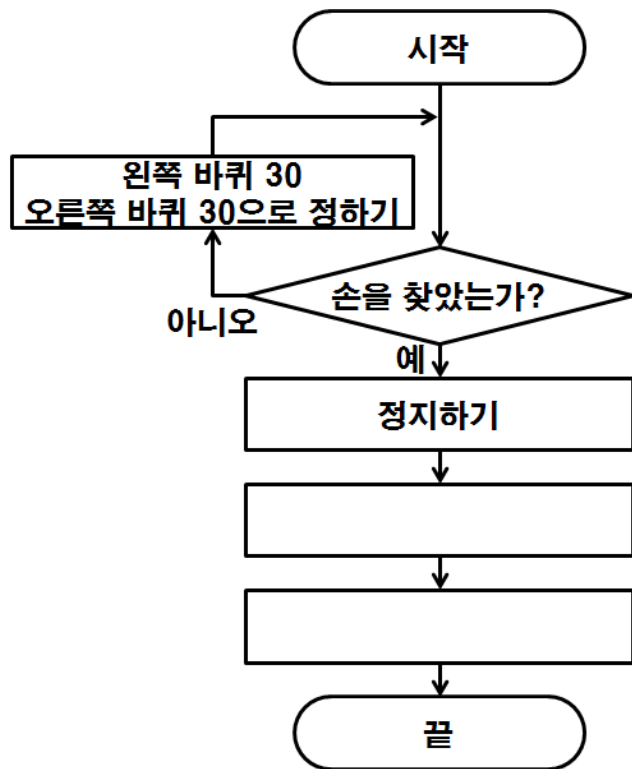 시작
왼쪽 바퀴 30
오른쪽 바퀴 30으로 정하기
손을 찾았는가?
아니오
예
정지하기
끝